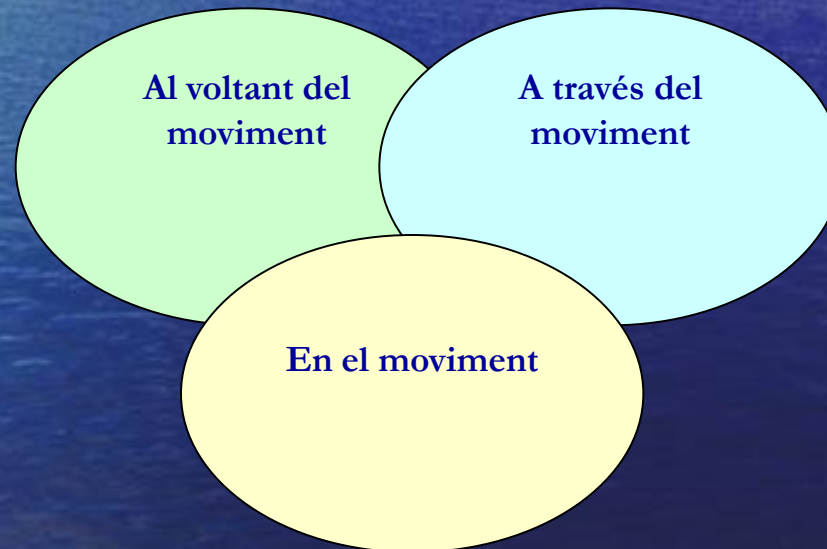 Al voltant del
moviment
A través del
moviment
En el moviment